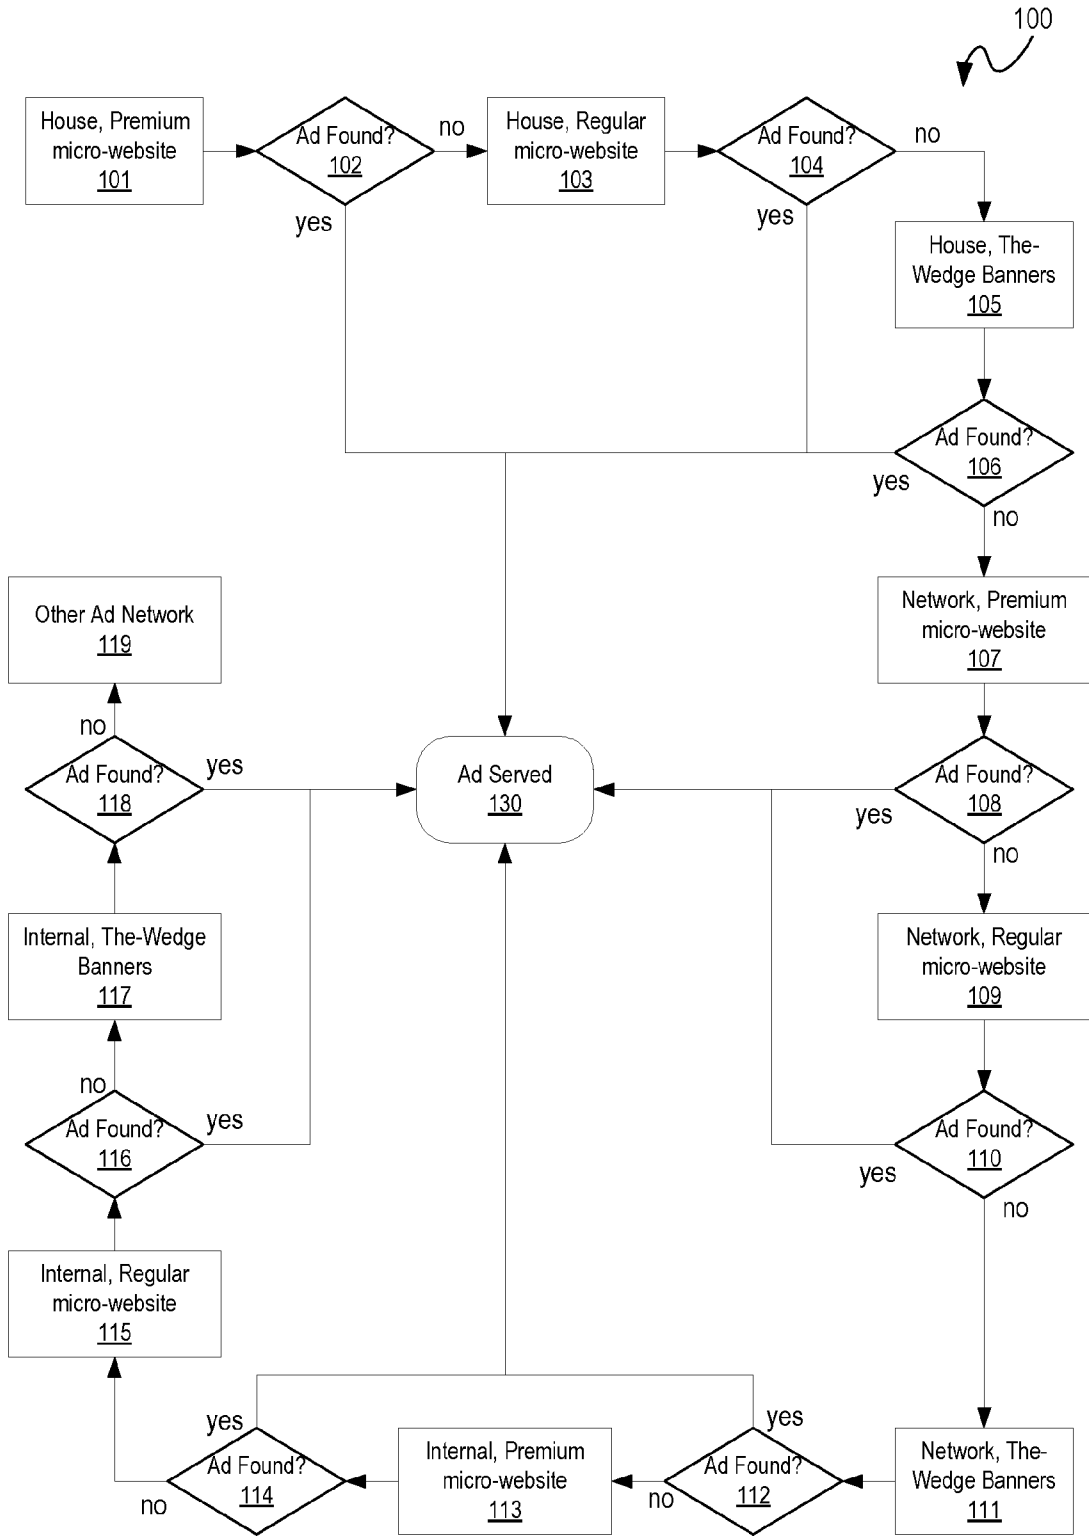 100
House, Premium
micro-website
101
Ad Found?
102
no
yes
House, Regular
micro-website
103
Ad Found?
104
no
yes
House, The-
Wedge Banners
105
Ad Found?
106
yes
no
Network, Premium
micro-website
107
Ad Found?
108
yes
no
Network, Regular
micro-website
109
Ad Found?
110
yes
no
Network, The-
Wedge Banners
111
Ad Found?
112
yes
no
Internal, Premium
micro-website
113
Ad Found?
114
yes
no
Internal, Regular
micro-website
115
Ad Found?
116
yes
no
Internal, The-Wedge
Banners
117
Ad Found?
118
yes
no
Other Ad Network
119
Ad Served
130